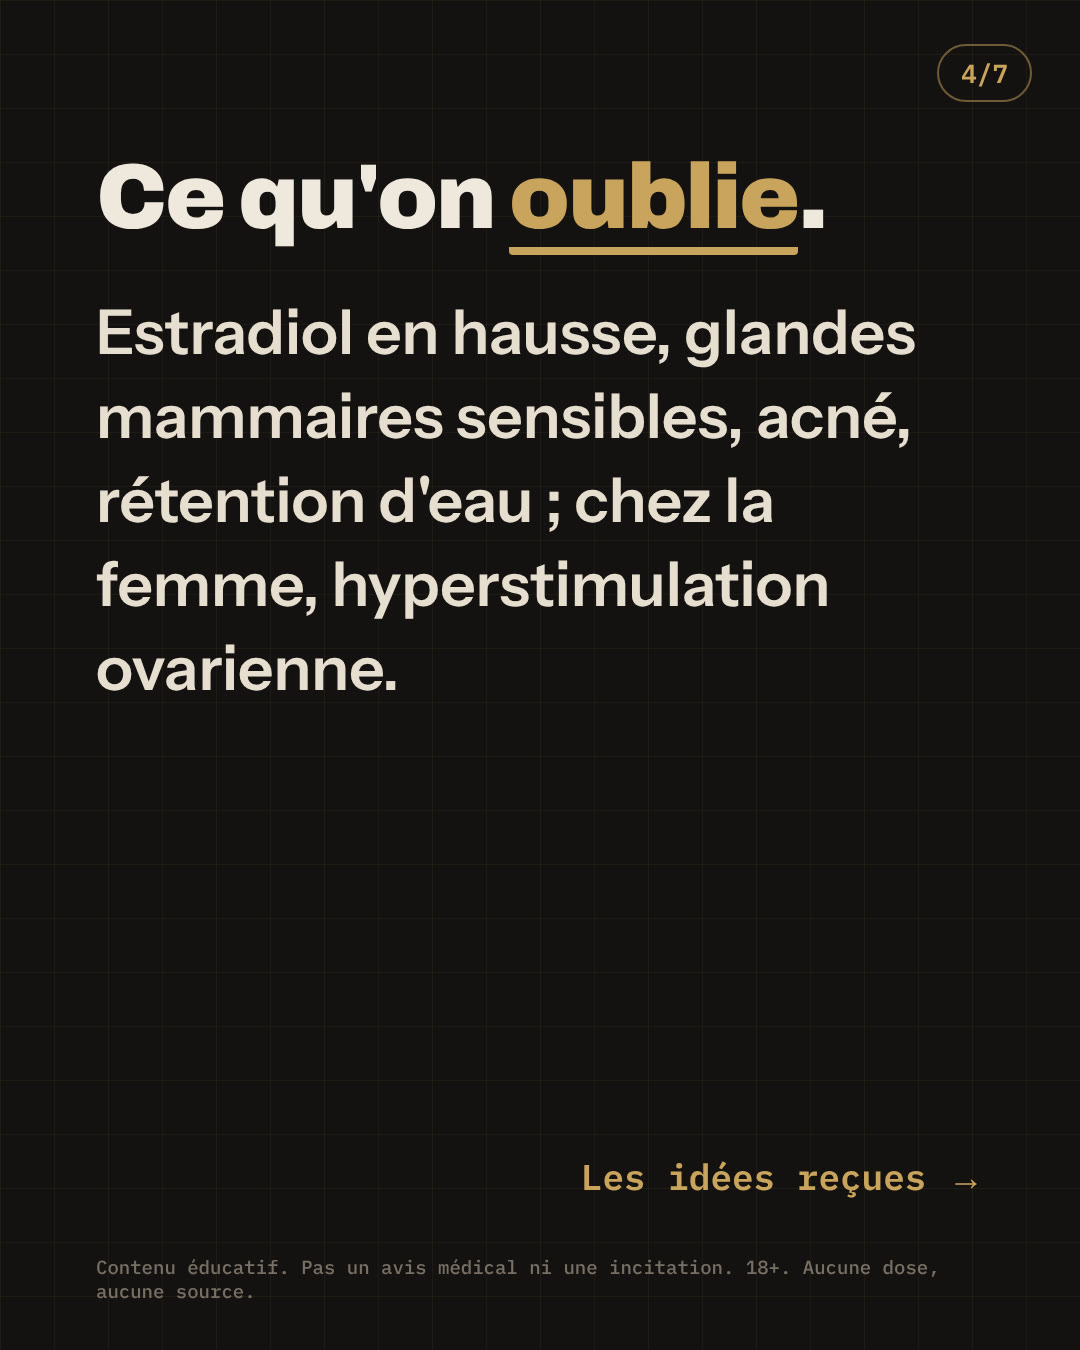 4/7
Ce qu'on oublie.
Estradiol en hausse, glandes
mammaires sensibles, acné,
rétention d'eau ; chez la
femme, hyperstimulation
ovarienne.
Les idées reçues →
Contenu éducatif. Pas un avis médical ni une incitation. 18+. Aucune dose,
aucune source.